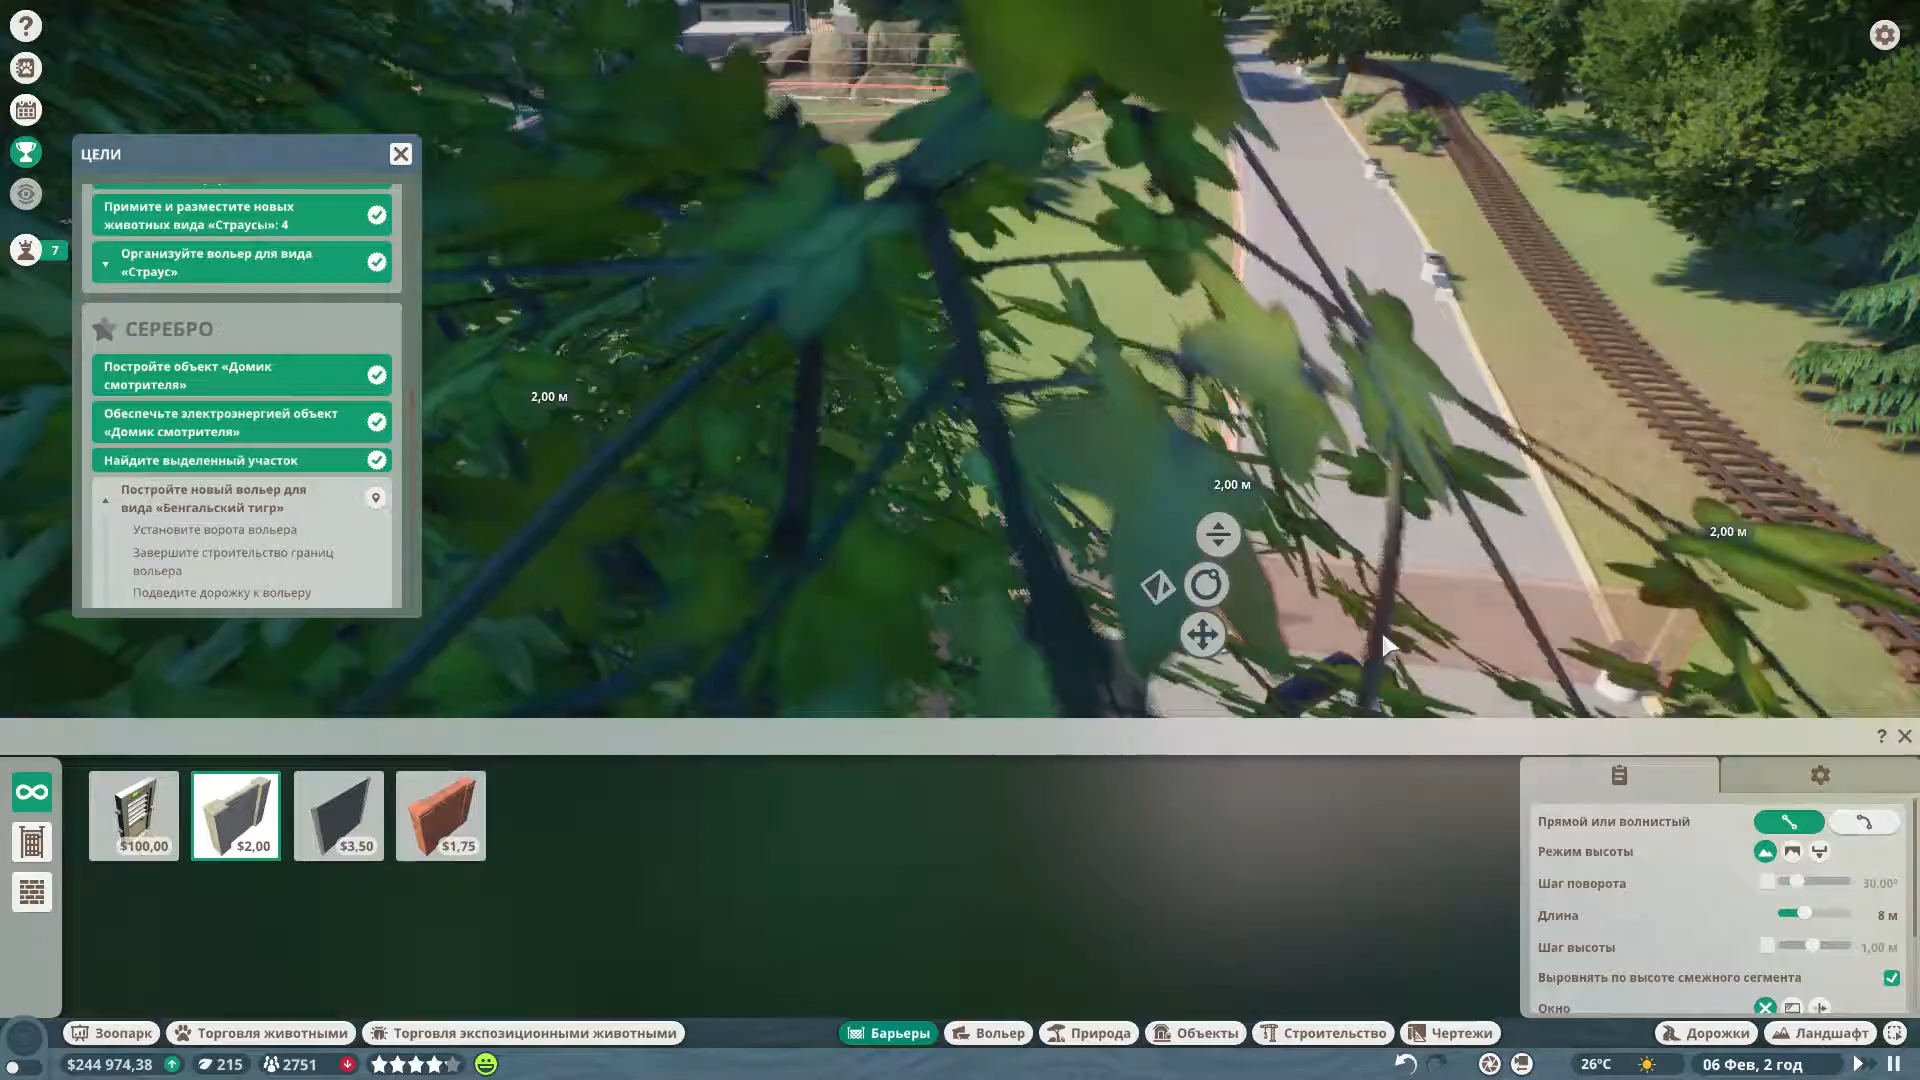 ЦЕЛИ
Примите и разместите новых
животных вида «Страусы»: 4
Организуйте вольер для вида
«Страус»
СЕРЕБРО
Постройте объект «Домик
смотрителя»
Обеспечьте электроэнергией объект
«Домик смотрителя»
Найдите выделенный участок
Постройте новый вольер для
вида «Бенгальский тигр»
Установите ворота вольера
Завершите строительство границ
вольера
Подведите дорожку к вольеру
7
2,00 м
2,00 м
2,00 м
?
?
$100,00
$2,00
$3,50
$1,75
Прямой или волнистый
Режим высоты
Шаг поворота 30.00°
Длина 8 м
Шаг высоты 1,00 м
Выровнять по высоте смежного сегмента
Окно
Зоопарк
Торговля животными
Торговля экспозиционными животными
Барьеры
Вольер
Природа
Объекты
Строительство
Чертежи
Дорожки
Ландшафт
$244 974,38
215
2751
26°C
06 Фев, 2 год